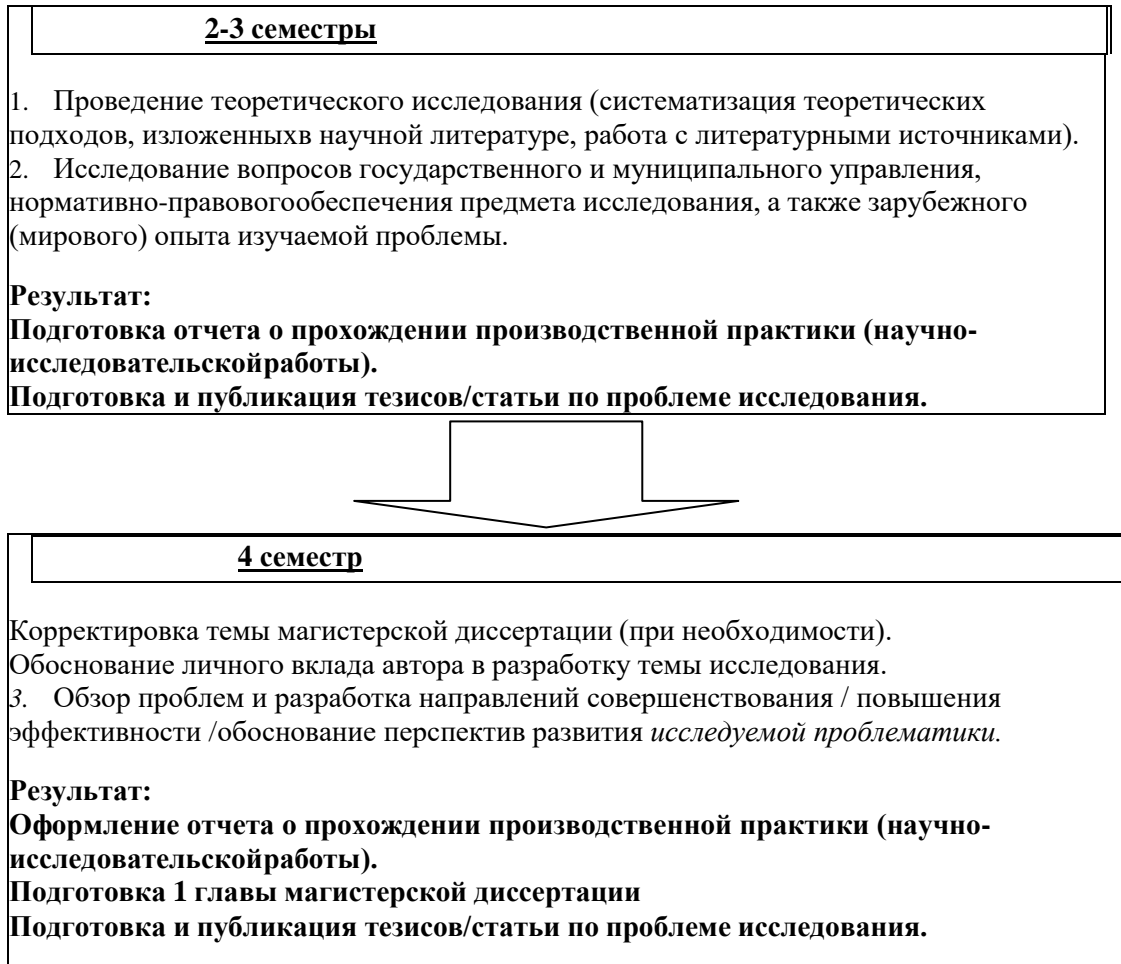 2-3 семестры
1. Проведение теоретического исследования (систематизация теоретических
подходов, изложенныхв научной литературе, работа с литературными источниками).
2. Исследование вопросов государственного и муниципального управления,
нормативно-правовогообеспечения предмета исследования, а также зарубежного
(мирового) опыта изучаемой проблемы.
Результат:
Подготовка отчета о прохождении производственной практики (научно-
исследовательскойработы).
Подготовка и публикация тезисов/статьи по проблеме исследования.
4 семестр
Корректировка темы магистерской диссертации (при необходимости).
Обоснование личного вклада автора в разработку темы исследования.
3. Обзор проблем и разработка направлений совершенствования / повышения
эффективности /обоснование перспектив развития исследуемой проблематики.
Результат:
Оформление отчета о прохождении производственной практики (научно-
исследовательскойработы).
Подготовка 1 главы магистерской диссертации
Подготовка и публикация тезисов/статьи по проблеме исследования.